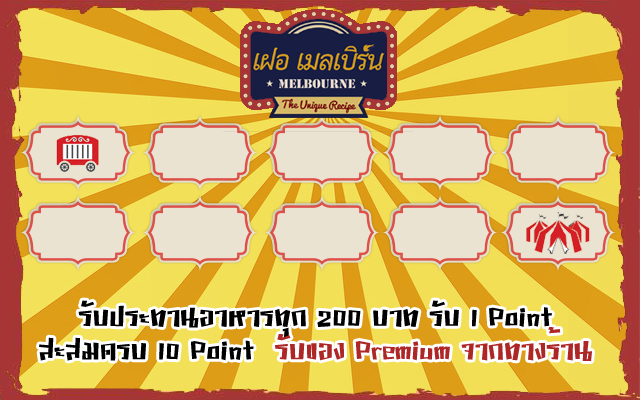 เฝอ เมลเบิร์น
★ MELBOURNE ★
The Unique Recipe
รับประทานอาหารทุก 200 บาท รับ 1 Point
สะสมครบ 10 Point รับของ Premium จากทางร้าน